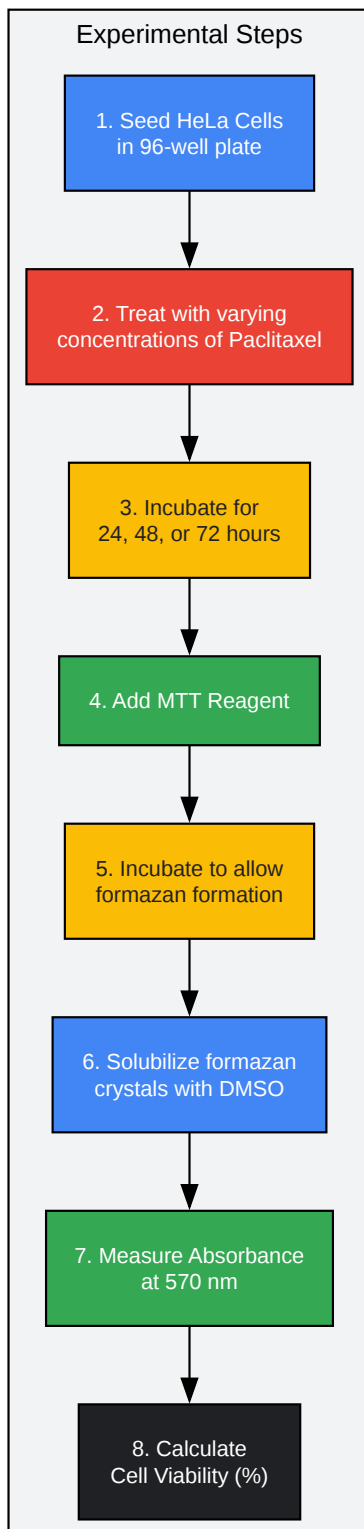 Experimental Steps
1. Seed HeLa Cells
in 96-well plate
2. Treat with varying
concentrations of Paclitaxel
3. Incubate for
24, 48, or 72 hours
4. Add MTT Reagent
5. Incubate to allow
formazan formation
6. Solubilize formazan
crystals with DMSO
7. Measure Absorbance
at 570 nm
8. Calculate
Cell Viability (%)